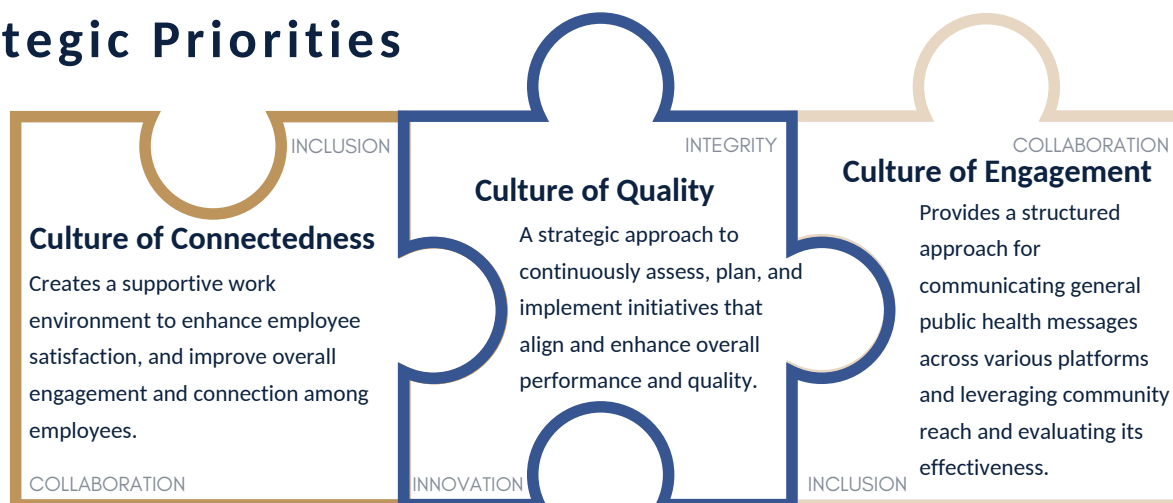 tegic Priorities
INCLUSION
Culture of Connectedness
Creates a supportive work
environment to enhance employee
satisfaction, and improve overall
engagement and connection among
employees.
COLLABORATION
INTEGRITY
Culture of Quality
A strategic approach to
continuously assess, plan, and
implement initiatives that
align and enhance overall
performance and quality.
INNOVATION
COLLABORATION
Culture of Engagement
Provides a structured
approach for
communicating general
public health messages
across various platforms
and leveraging community
reach and evaluating its
effectiveness.
INCLUSION